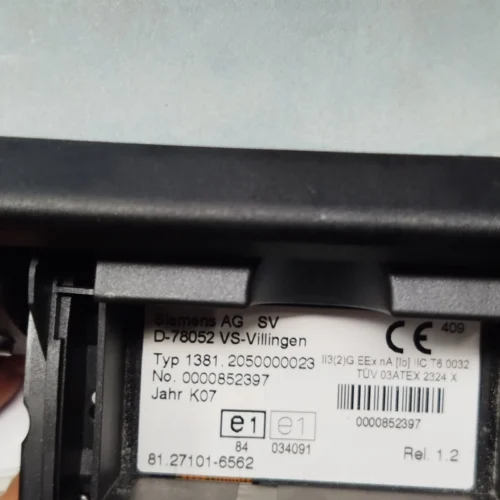 Siemens AG SV
D-78052 VS-Villingen
CE 409
Typ 1381.2050000023
II3(2)G EEx nA [ib] IIC T6 0032
TÜV 03ATEX 2324 X
No. 0000852397
Jahr K07
0000852397
e1 e1
84 034091
Rel. 1.2
81.27101-6562